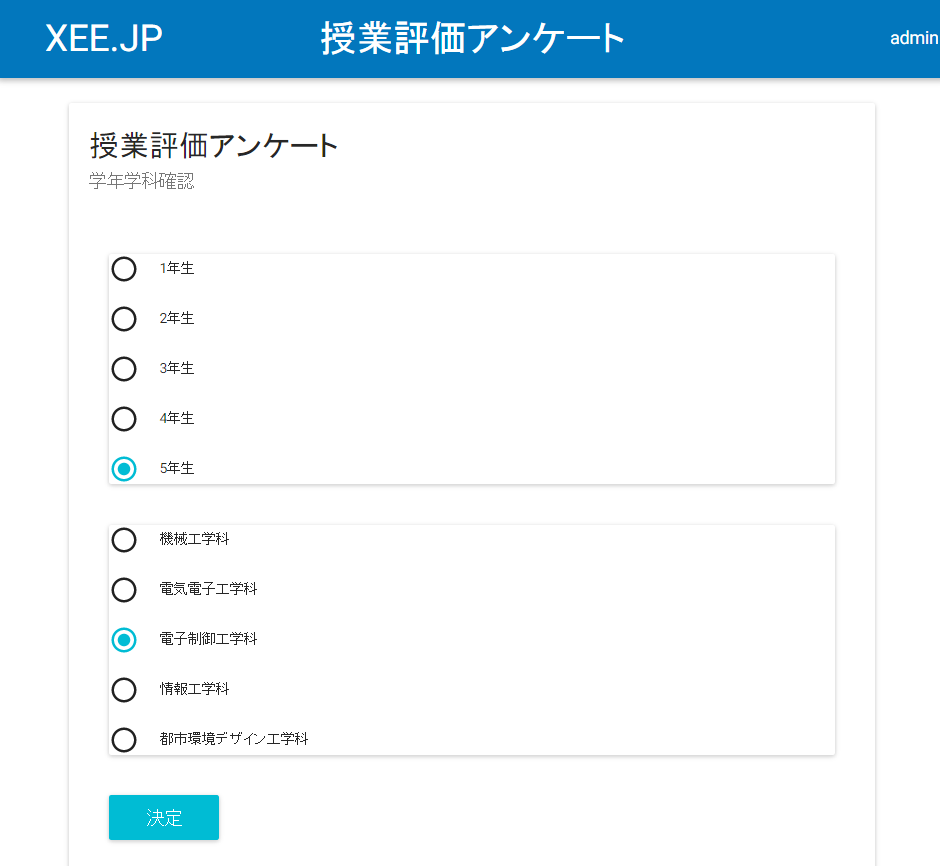 XEE.JP
授業評価アンケート
admin
授業評価アンケート
学年学科確認
1年生
2年生
3年生
4年生
5年生
機械工学科
電気電子工学科
電子制御工学科
情報工学科
都市環境デザイン工学科
決定